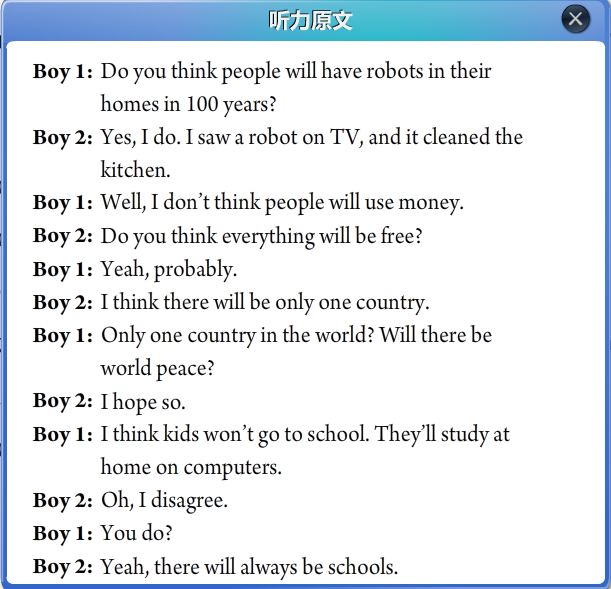 听力原文
Boy 1: Do you think people will have robots in their
homes in 100 years?
Boy 2: Yes, I do. I saw a robot on TV, and it cleaned the
kitchen.
Boy 1: Well, I don't think people will use money.
Boy 2: Do you think everything will be free?
Boy 1: Yeah, probably.
Boy 2: I think there will be only one country.
Boy 1: Only one country in the world? Will there be
world peace?
Boy 2: I hope so.
Boy 1: I think kids won't go to school. They'll study at
home on computers.
Boy 2: Oh, I disagree.
Boy 1: You do?
Boy 2: Yeah, there will always be schools.